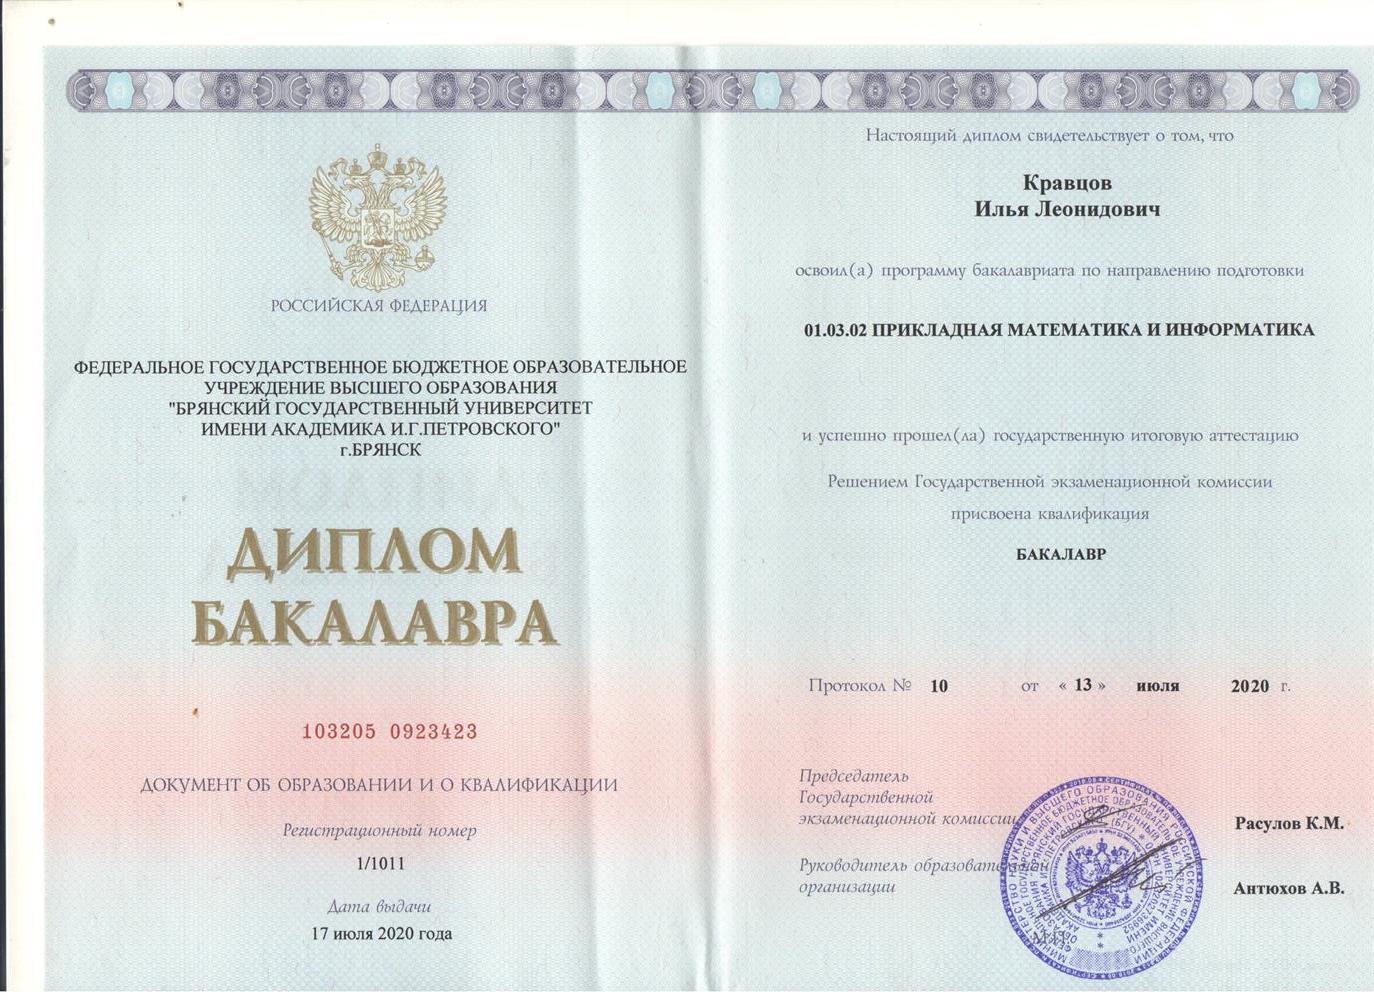 РОССИЙСКАЯ ФЕДЕРАЦИЯ
ФЕДЕРАЛЬНОЕ ГОСУДАРСТВЕННОЕ БЮДЖЕТНОЕ ОБРАЗОВАТЕЛЬНОЕ
УЧРЕЖДЕНИЕ ВЫСШЕГО ОБРАЗОВАНИЯ
"БРЯНСКИЙ ГОСУДАРСТВЕННЫЙ УНИВЕРСИТЕТ
ИМЕНИ АКАДЕМИКА И.Г.ПЕТРОВСКОГО"
г.БРЯНСК
ДИПЛОМ
БАКАЛАВРА
103205 0923423
ДОКУМЕНТ ОБ ОБРАЗОВАНИИ И О КВАЛИФИКАЦИИ
Регистрационный номер
1/1011
Дата выдачи
17 июля 2020 года
Настоящий диплом свидетельствует о том, что
Кравцов
Илья Леонидович
освоил(а) программу бакалавриата по направлению подготовки
01.03.02 ПРИКЛАДНАЯ МАТЕМАТИКА И ИНФОРМАТИКА
и успешно прошел(ла) государственную итоговую аттестацию
Решением Государственной экзаменационной комиссии
присвоена квалификация
БАКАЛАВР
Протокол № 10 от « 13 » июля 2020 г.
Председатель
Государственной
экзаменационной комиссии
Расулов К.М.
Руководитель образовательной
организации
Антюхов А.В.
М.П.